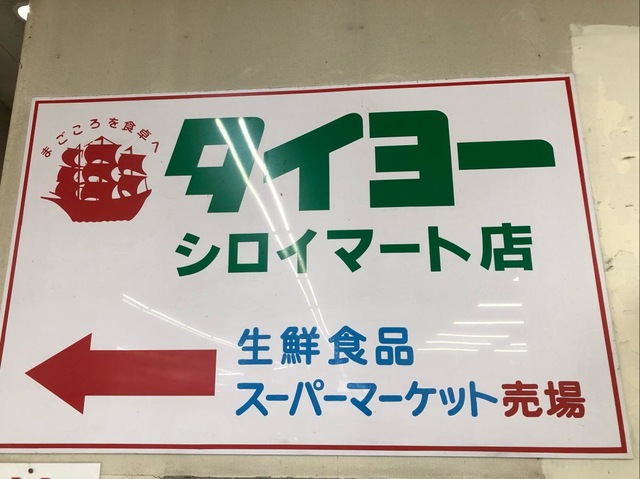 まごころを食卓へ
タイヨー
シロイマート店
生鮮食品
スーパーマーケット売場